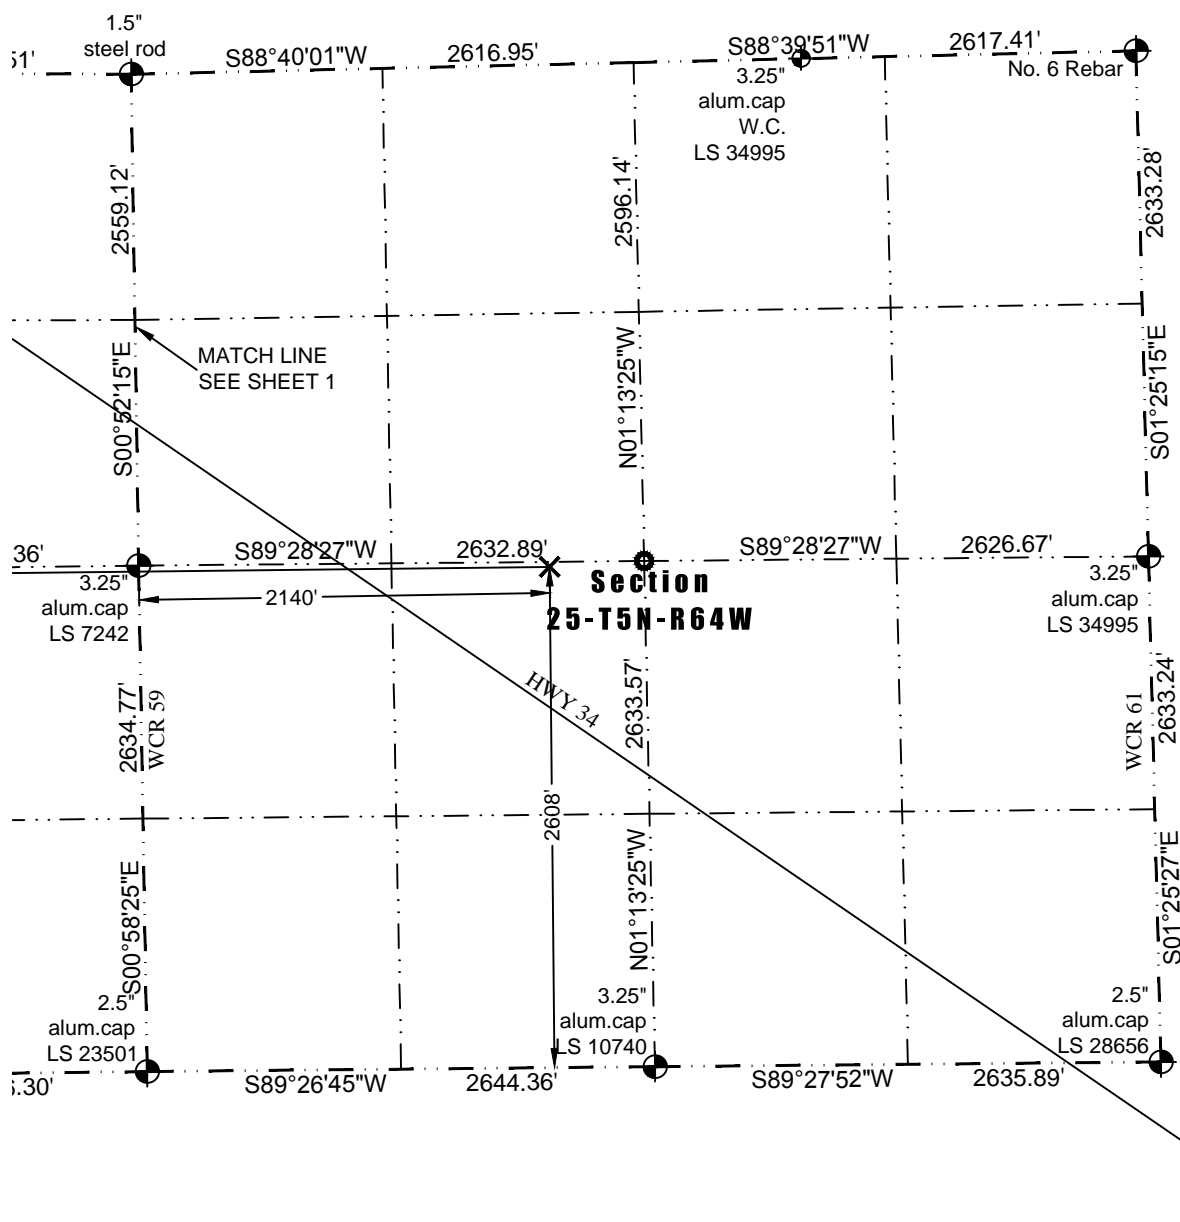 1.5"
steel rod
51'
S88°40'01"W
2616.95'
S88°39'51"W
2617.41'
No. 6 Rebar
3.25"
alum.cap
W.C.
LS 34995
2559.12'
2596.14'
2633.28'
MATCH LINE
SEE SHEET 1
S00°52'15"E
N01°13'25"W
S01°25'15"E
36'
S89°28'27"W
2632.89'
S89°28'27"W
2626.67'
3.25"
alum.cap
LS 7242
2140'
Section
25-T5N-R64W
3.25"
alum.cap
LS 34995
2634.77'
WCR 59
HWY 34
2633.57'
WCR 61
2633.24'
2608'
S00°58'25"E
N01°13'25"W
S01°25'27"E
2.5"
alum.cap
LS 23501
3.25"
alum.cap
LS 10740
2.5"
alum.cap
LS 28656
.30'
S89°26'45"W
2644.36'
S89°27'52"W
2635.89'